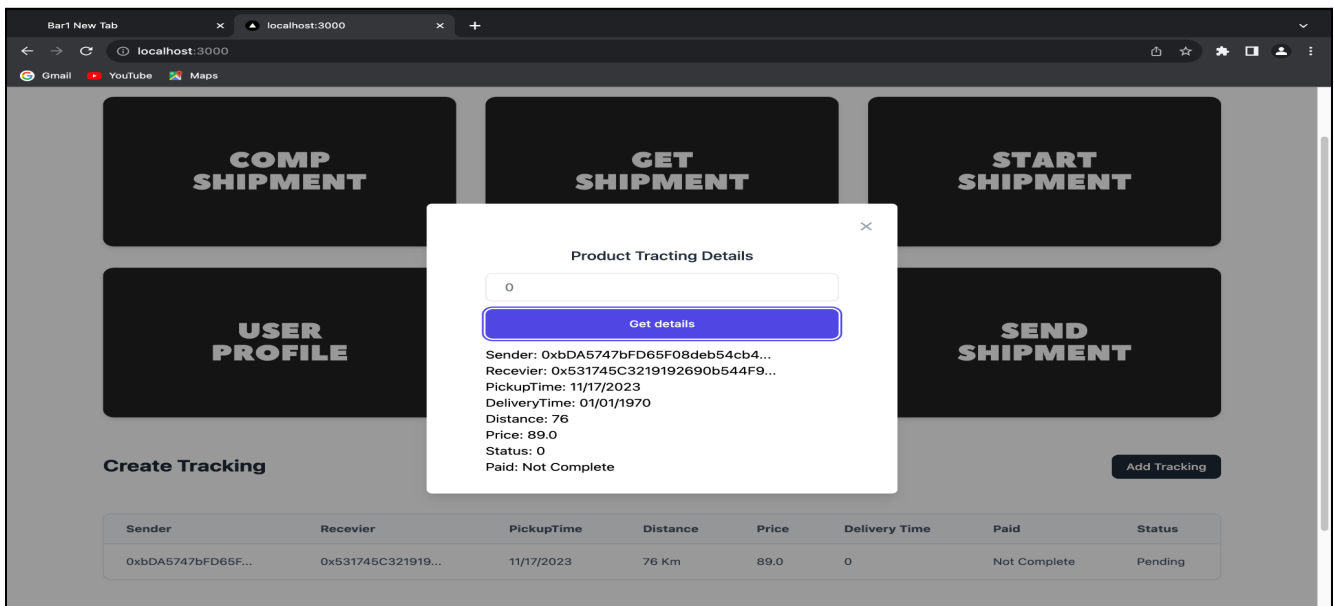 Bar1 New Tab
localhost:3000
localhost:3000
Gmail YouTube Maps
COMP
SHIPMENT
GET
SHIPMENT
START
SHIPMENT
Product Tracting Details
0
Get details
Sender: 0xbDA5747bFD65F08deb54cb4...
Recevier: 0x531745C3219192690b544F9...
PickupTime: 11/17/2023
DeliveryTime: 01/01/1970
Distance: 76
Price: 89.0
Status: 0
Paid: Not Complete
USER
PROFILE
SEND
SHIPMENT
Create Tracking
Add Tracking
Sender Recevier PickupTime Distance Price Delivery Time Paid Status
0xbDA5747bFD65F... 0x531745C321919... 11/17/2023 76 Km 89.0 0 Not Complete Pending